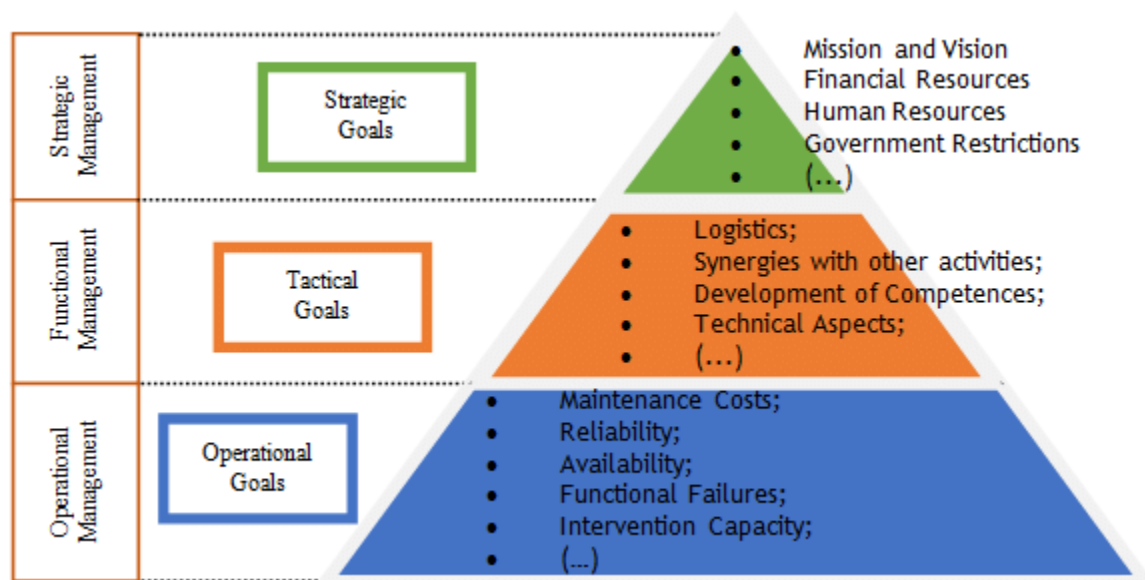 Strategic
Management
Strategic
Goals
• Mission and Vision
• Financial Resources
• Human Resources
• Government Restrictions
• (...)
Functional
Management
Tactical
Goals
• Logistics;
• Synergies with other activities;
• Development of Competences;
• Technical Aspects;
• (...)
Operational
Management
Operational
Goals
• Maintenance Costs;
• Reliability;
• Availability;
• Functional Failures;
• Intervention Capacity;
• (...)